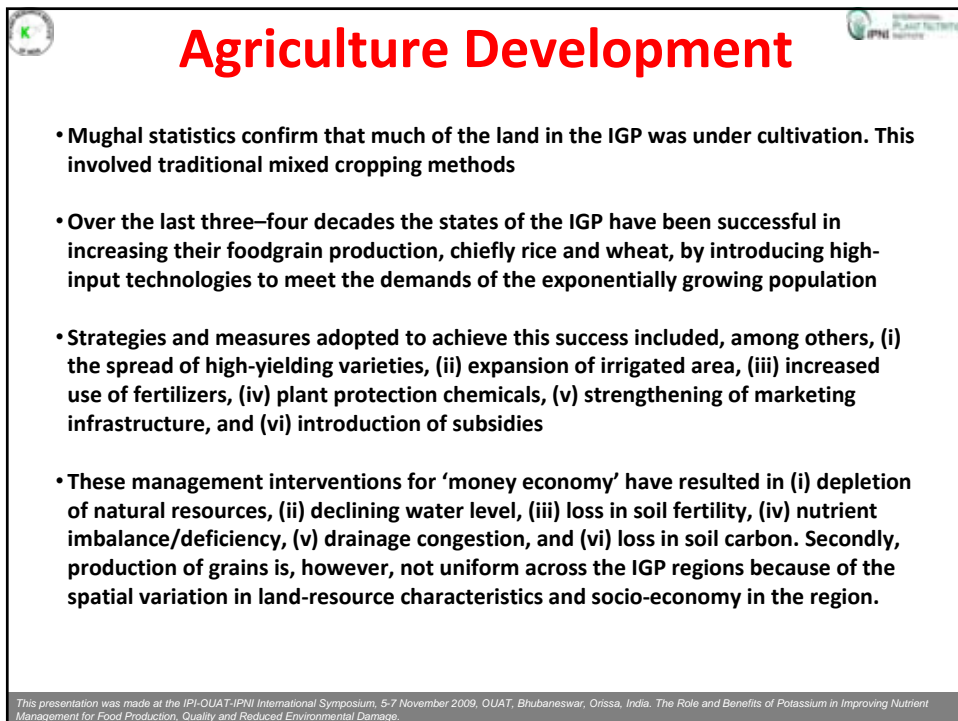 Agriculture Development
IPNI
INTERNATIONAL
PLANT NUTRITION
INSTITUTE
K
• Mughal statistics confirm that much of the land in the IGP was under cultivation. This
involved traditional mixed cropping methods
• Over the last three–four decades the states of the IGP have been successful in
increasing their foodgrain production, chiefly rice and wheat, by introducing high-
input technologies to meet the demands of the exponentially growing population
• Strategies and measures adopted to achieve this success included, among others, (i)
the spread of high-yielding varieties, (ii) expansion of irrigated area, (iii) increased
use of fertilizers, (iv) plant protection chemicals, (v) strengthening of marketing
infrastructure, and (vi) introduction of subsidies
• These management interventions for ‘money economy’ have resulted in (i) depletion
of natural resources, (ii) declining water level, (iii) loss in soil fertility, (iv) nutrient
imbalance/deficiency, (v) drainage congestion, and (vi) loss in soil carbon. Secondly,
production of grains is, however, not uniform across the IGP regions because of the
spatial variation in land-resource characteristics and socio-economy in the region.
This presentation was made at the IPI-OUAT-IPNI International Symposium, 5-7 November 2009, OUAT, Bhubaneswar, Orissa, India. The Role and Benefits of Potassium in Improving Nutrient
Management for Food Production, Quality and Reduced Environmental Damage.